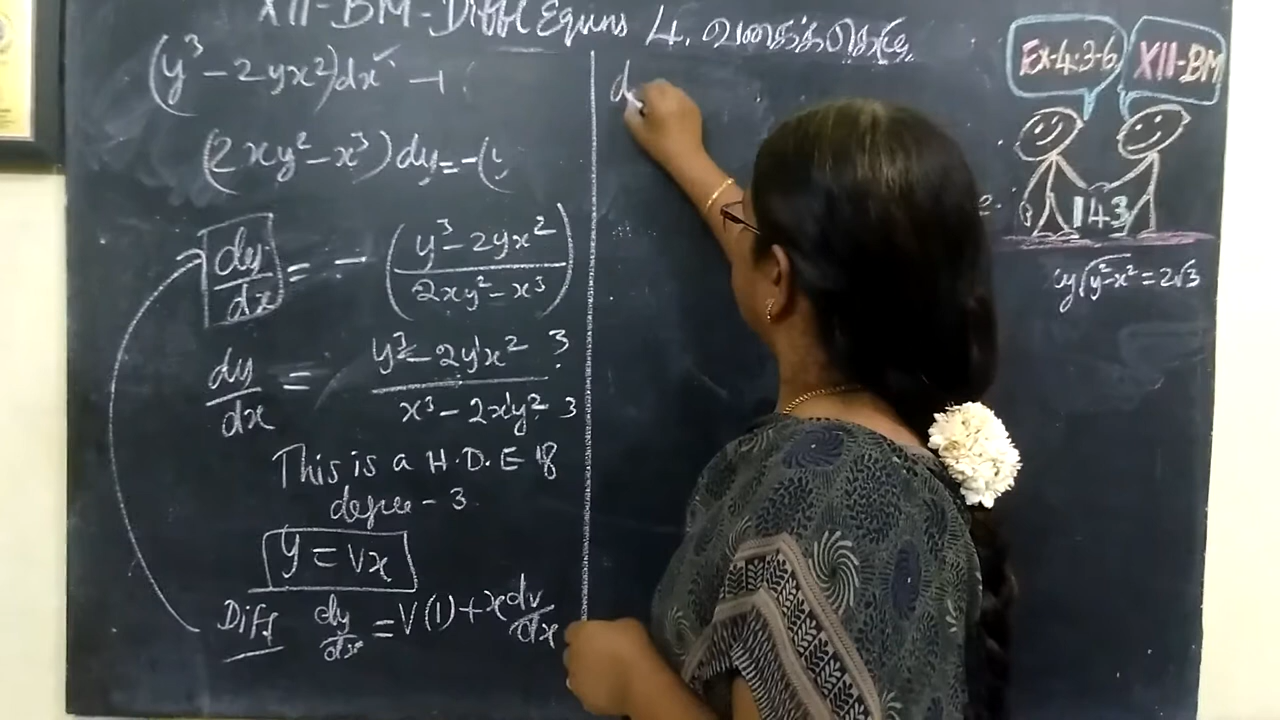 XII-BM-Diffl Equns 4. வகைக்கெழு
(y³ - 2yx²)dx
(2xy² - x³)dy = -(
dy/dx = - ((y³ - 2yx²)/(2xy² - x³))
dy/dx = (y³ - 2y¹x²)/(x³ - 2x¹y²) 3 3
This is a H.D.E of
degree - 3
y = vx
Diff dy/dx = v(1) + x dv/dx
d
Ex-4:3-6 XII-BM
143
y√(y²-x²) = 2√3